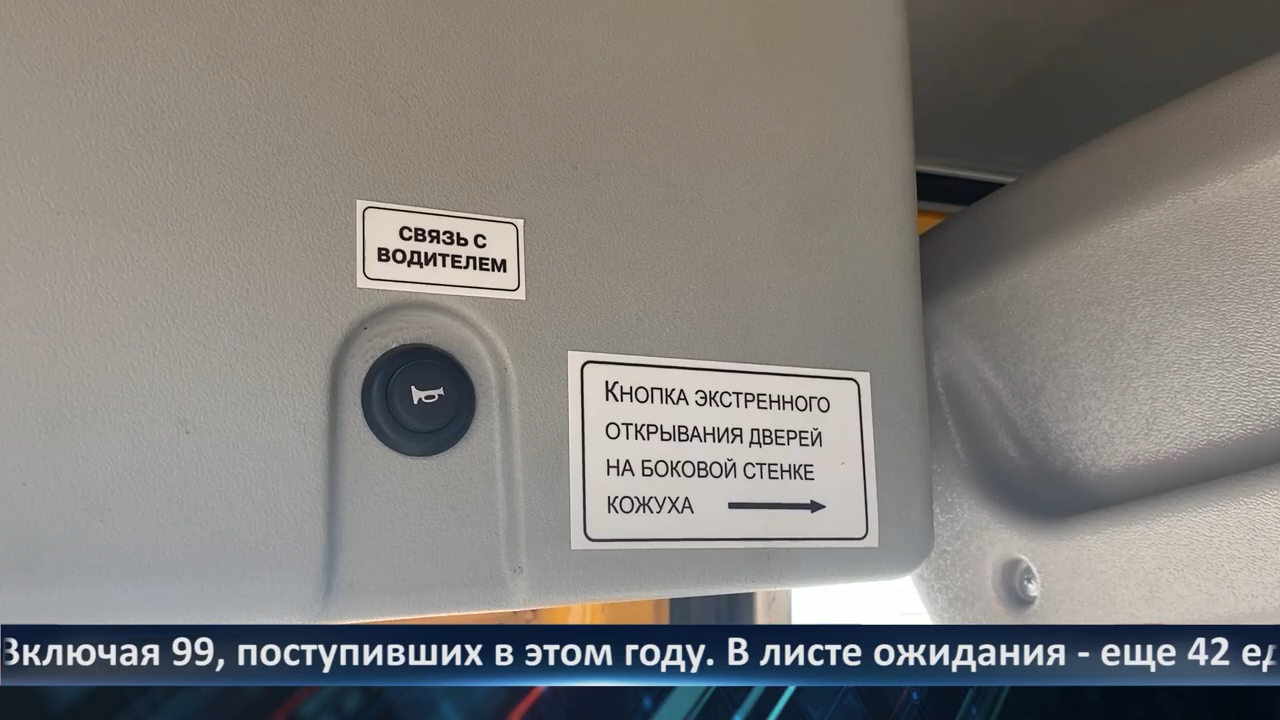 СВЯЗЬ С
ВОДИТЕЛЕМ
КНОПКА ЭКСТРЕННОГО
ОТКРЫВАНИЯ ДВЕРЕЙ
НА БОКОВОЙ СТЕНКЕ
КОЖУХА
Включая 99, поступивших в этом году. В листе ожидания - еще 42